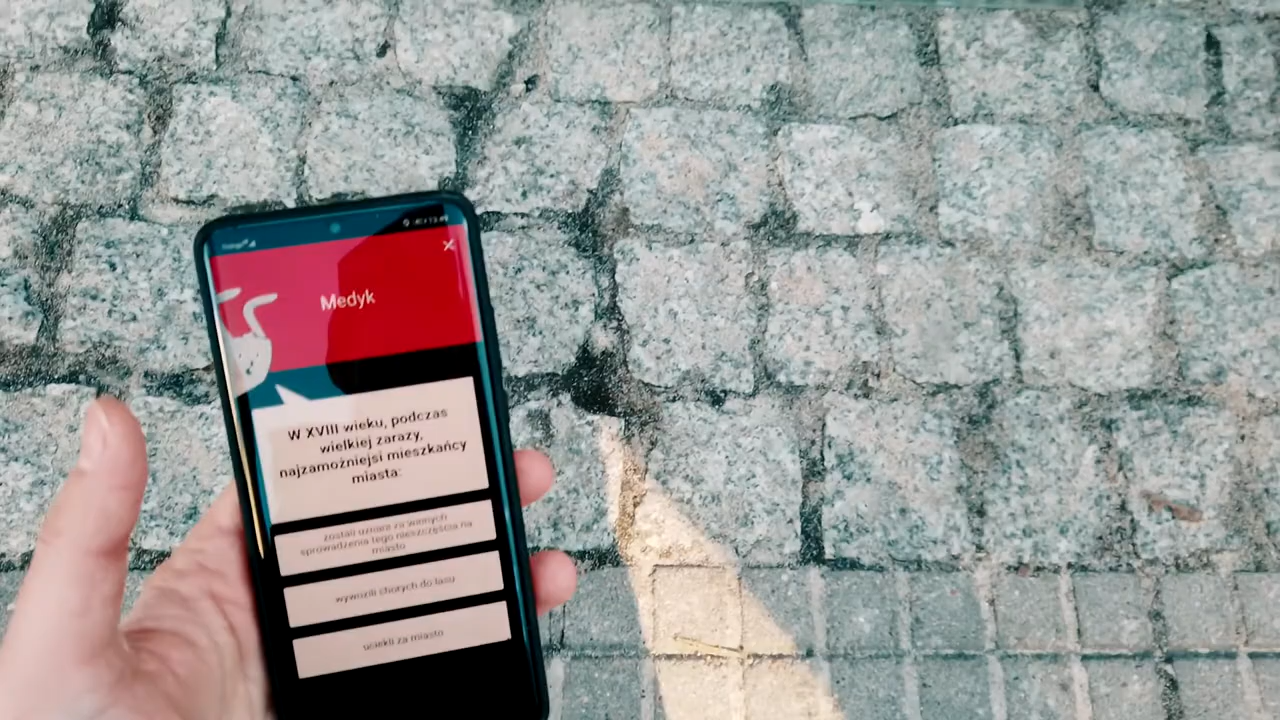 Medyk
W XVIII wieku, podczas
wielkiej zarazy,
najzamożniejsi mieszkańcy
miasta:
zostali uznani za winnych
sprowadzenia tego nieszczęścia na
miasto
wywozili chorych do lasu
uciekli za miasto